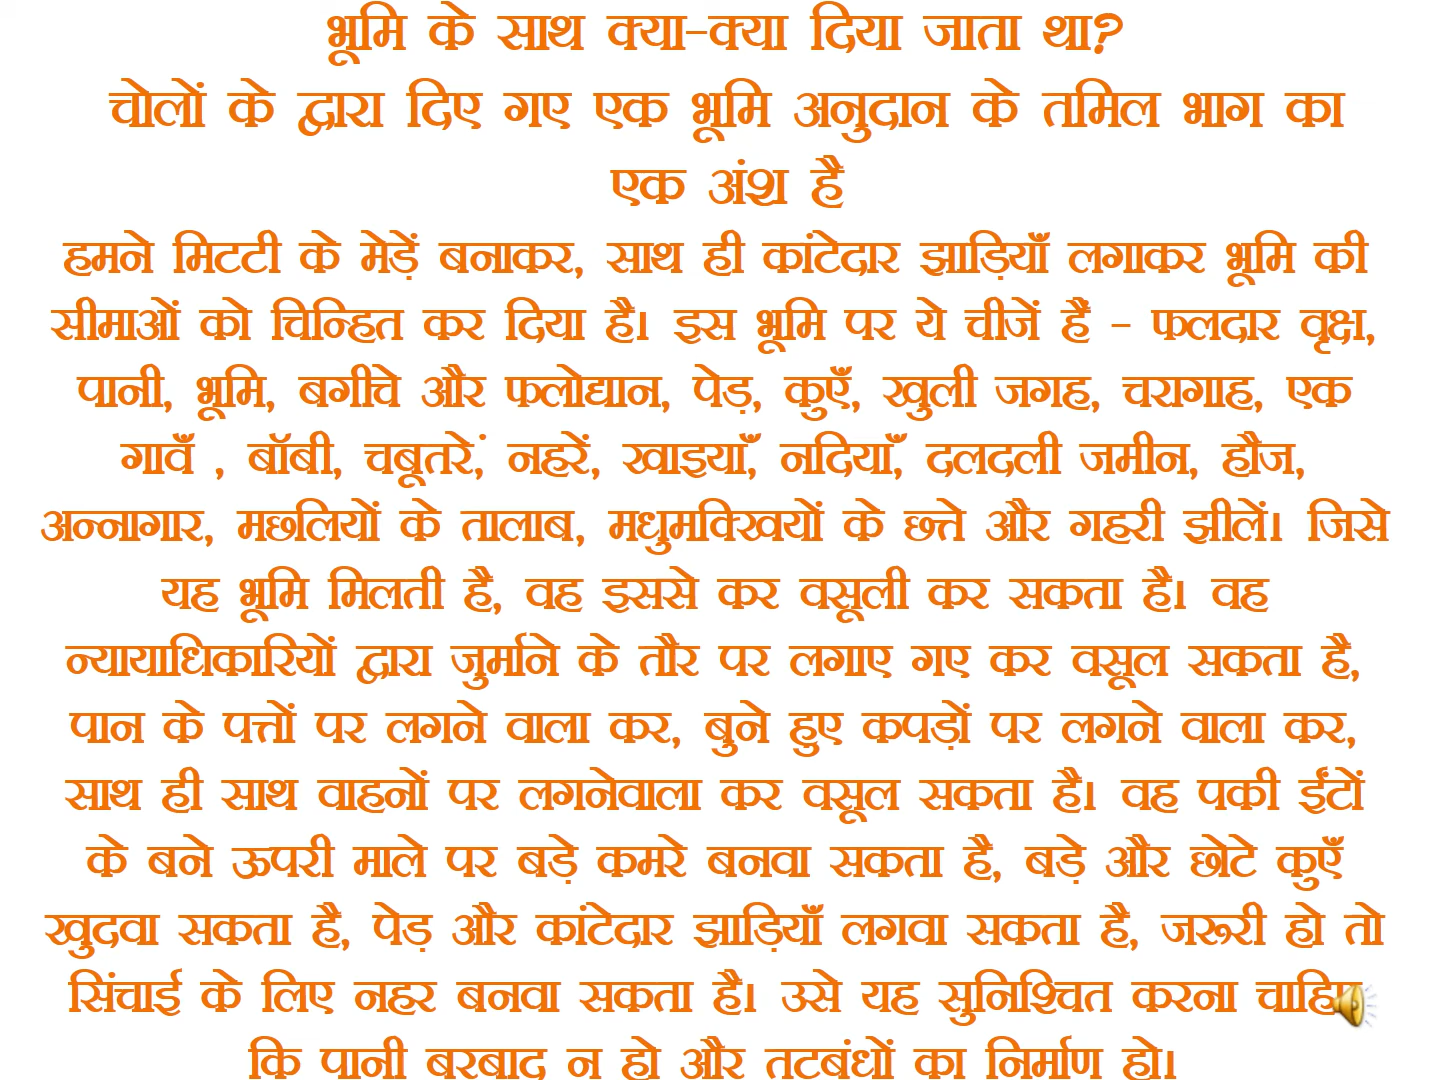 भूमि के साथ क्या-क्या दिया जाता था?
चोलों के द्वारा दिए गए एक भूमि अनुदान के तमिल भाग का
एक अंश है
हमने मिटटी के मेड़ें बनाकर, साथ ही कांटेदार झाड़ियाँ लगाकर भूमि की
सीमाओं को चिन्हित कर दिया है। इस भूमि पर ये चीजें हैं - फलदार वृक्ष,
पानी, भूमि, बगीचे और फलोद्यान, पेड़, कुएँ, खुली जगह, चरागाह, एक
गावँ , बॉबी, चबूतरें, नहरें, खाइयाँ, नदियाँ, दलदली जमीन, हौज,
अन्नागार, मछलियों के तालाब, मधुमक्खियों के छत्ते और गहरी झीलें। जिसे
यह भूमि मिलती है, वह इससे कर वसूली कर सकता है। वह
न्यायाधिकारियों द्वारा जुर्माने के तौर पर लगाए गए कर वसूल सकता है,
पान के पत्तों पर लगने वाला कर, बुने हुए कपड़ों पर लगने वाला कर,
साथ ही साथ वाहनों पर लगनेवाला कर वसूल सकता है। वह पकी ईंटों
के बने ऊपरी माले पर बड़े कमरे बनवा सकता है, बड़े और छोटे कुएँ
खुदवा सकता है, पेड़ और कांटेदार झाड़ियाँ लगवा सकता है, जरूरी हो तो
सिंचाई के लिए नहर बनवा सकता है। उसे यह सुनिश्चित करना चाहिए
कि पानी बरबाद न हो और तटबंधों का निर्माण हो।